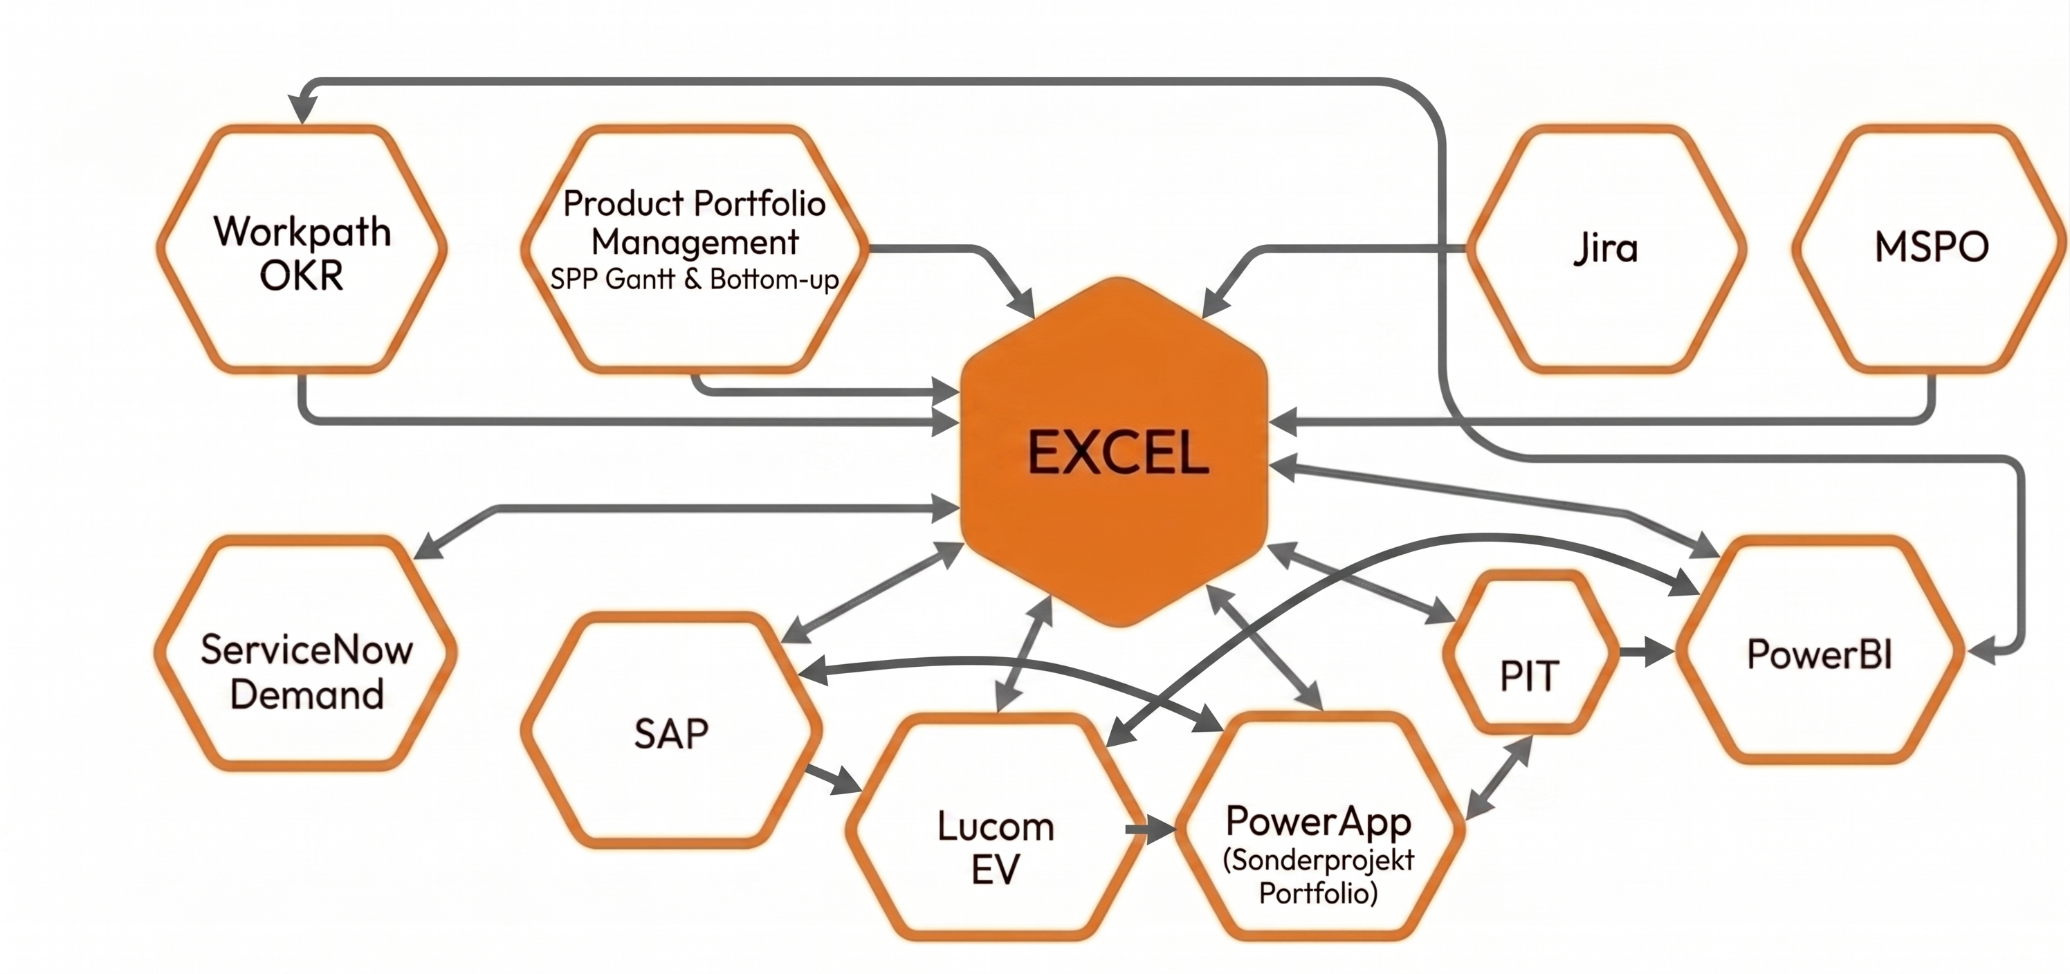 Workpath
OKR
Product Portfolio
Management
SPP Gantt & Bottom-up
Jira
MSPO
EXCEL
ServiceNow
Demand
SAP
Lucom
EV
PowerApp
(Sonderprojekt
Portfolio)
PIT
PowerBI